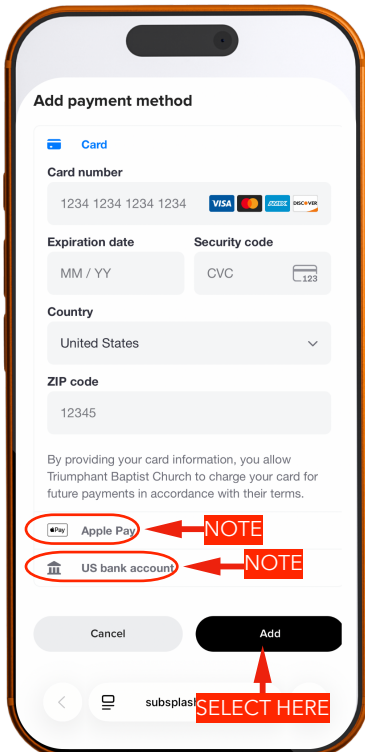 Add payment method
Card
Card number
1234 1234 1234 1234 VISA AMEX DISCOVER
Expiration date Security code
MM / YY CVC 123
Country
United States
ZIP code
12345
By providing your card information, you allow
Triumphant Baptist Church to charge your card for
future payments in accordance with their terms.
Pay Apple Pay NOTE
US bank account NOTE
Cancel Add
subsplash
SELECT HERE